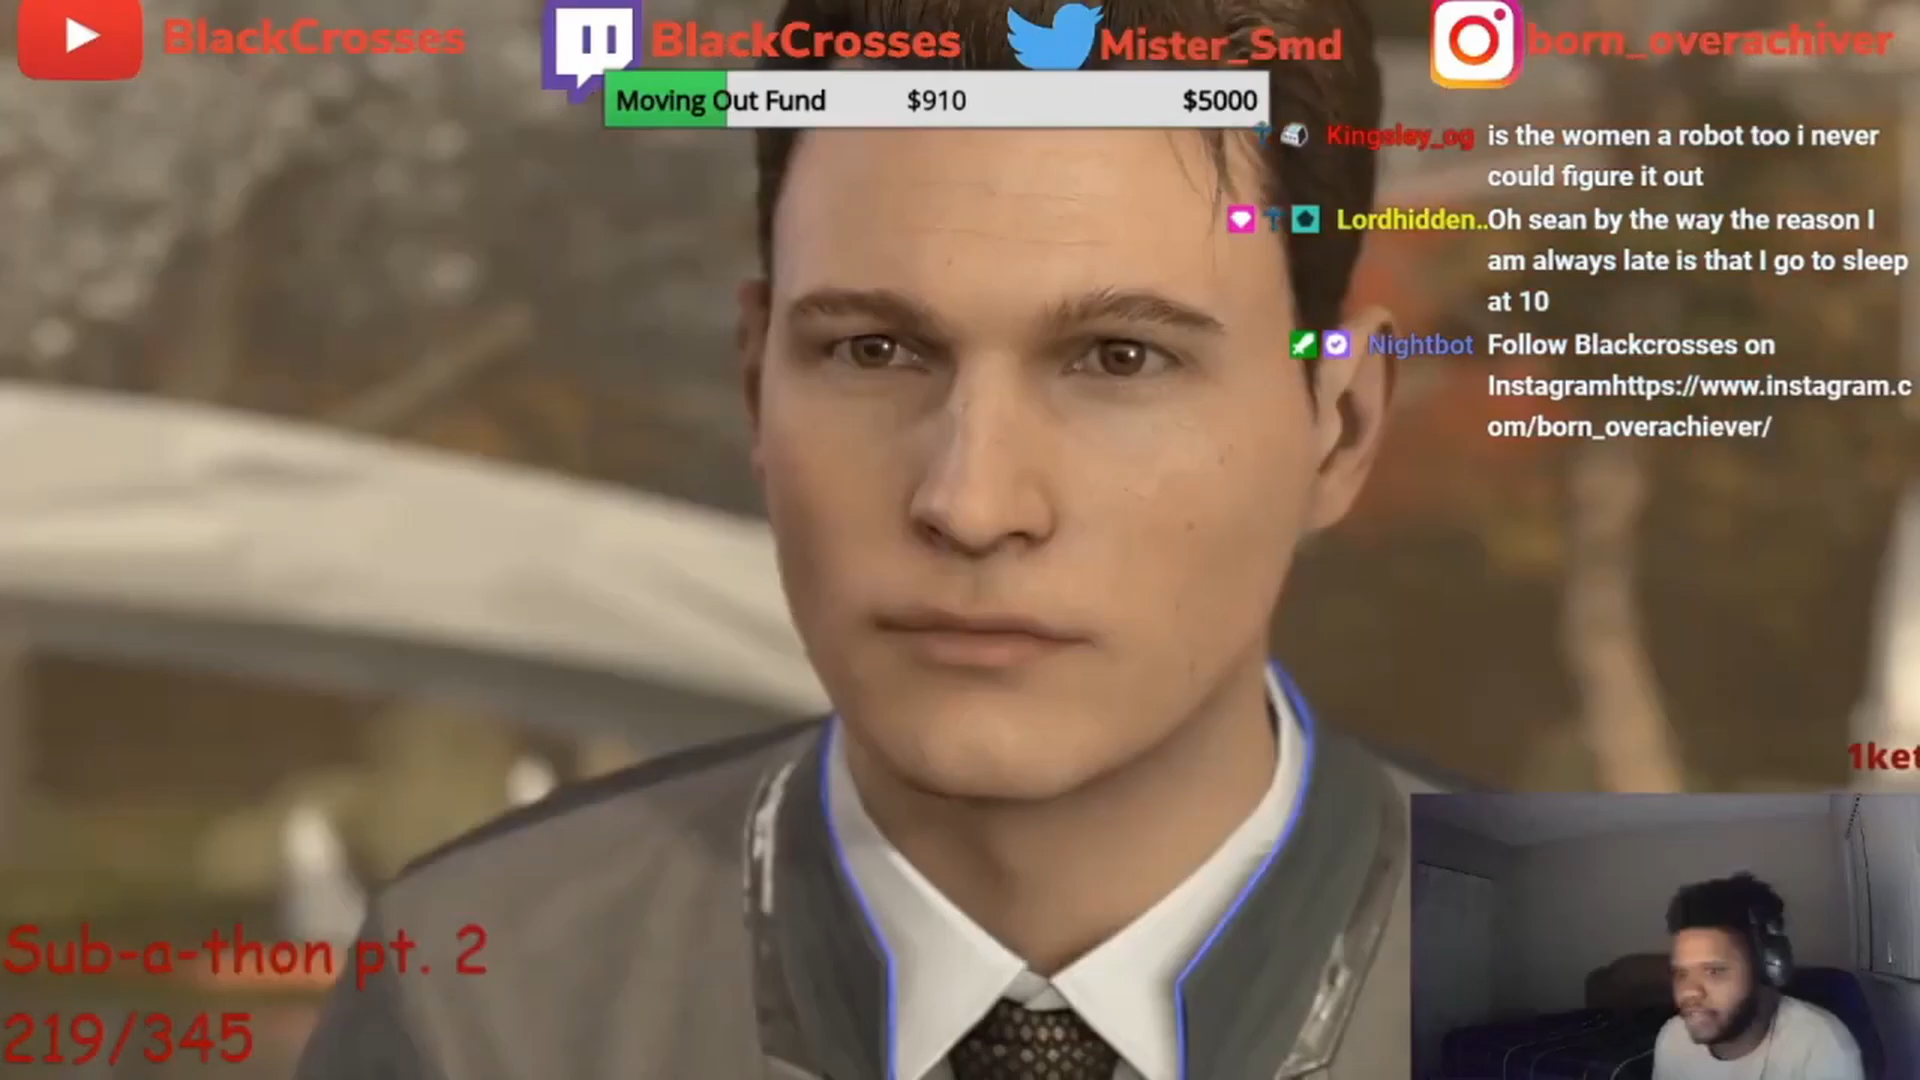 BlackCrosses
BlackCrosses
Mister_Smd
born_overachiver
Moving Out Fund $910 $5000
Kingsley_og is the women a robot too i never
could figure it out
Lordhidden..Oh sean by the way the reason I
am always late is that I go to sleep
at 10
Nightbot Follow Blackcrosses on
Instagramhttps://www.instagram.c
om/born_overachiever/
1ket
Sub-a-thon pt. 2
219/345